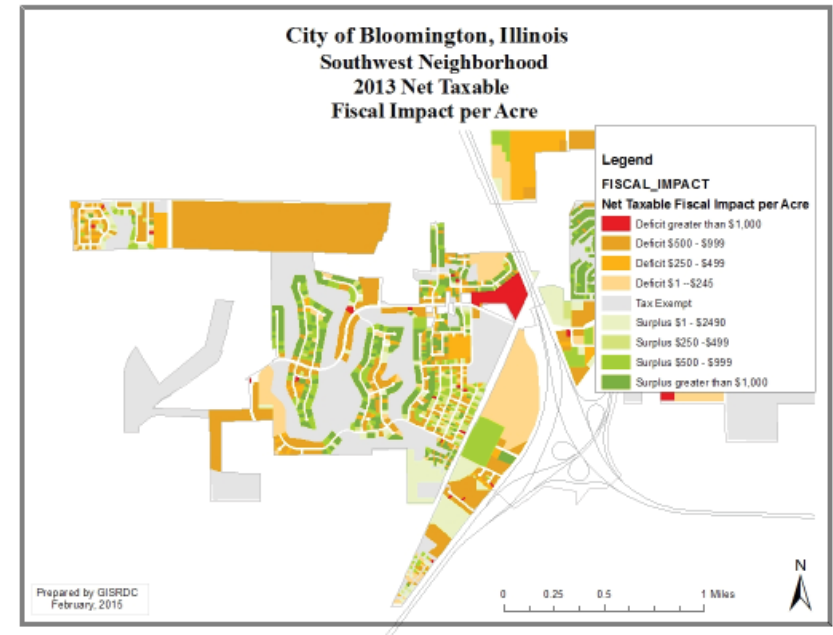 City of Bloomington, Illinois
Southwest Neighborhood
2013 Net Taxable
Fiscal Impact per Acre
Legend
FISCAL_IMPACT
Net Taxable Fiscal Impact per Acre
Deficit greater than $1,000
Deficit $500 - $999
Deficit $250 - $499
Deficit $1 --$245
Tax Exempt
Surplus $1 - $2490
Surplus $250 -$499
Surplus $500 - $999
Surplus greater than $1,000
N
Prepared by GISRDC
February, 2015
0 0.25 0.5 1 Miles